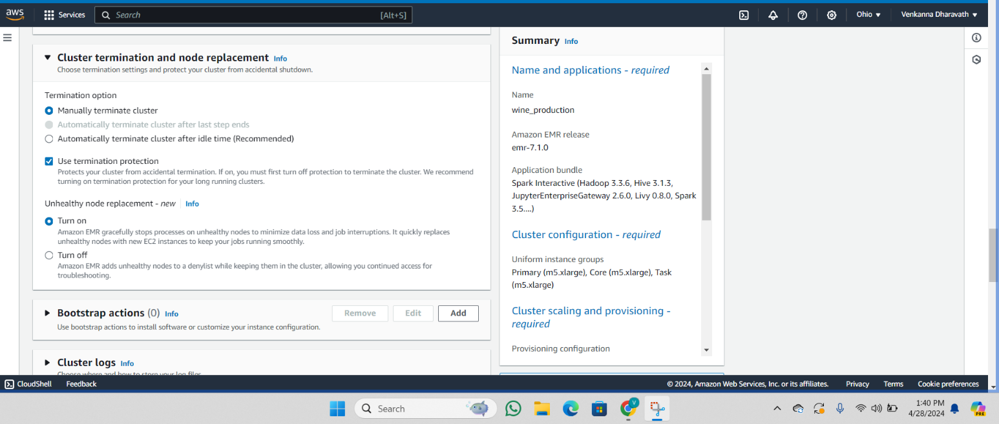 aws
Services
Search
[Alt+S]
Ohio ▼
Venkanna Dharavath ▼
Cluster termination and node replacement Info
Choose termination settings and protect your cluster from accidental shutdown.
Termination option
Manually terminate cluster
Automatically terminate cluster after last step ends
Automatically terminate cluster after idle time (Recommended)
Use termination protection
Protects your cluster from accidental termination. If on, you must first turn off protection to terminate the cluster. We recommend
turning on termination protection for your long running clusters.
Unhealthy node replacement - new Info
Turn on
Amazon EMR gracefully stops processes on unhealthy nodes to minimize data loss and job interruptions. It quickly replaces
unhealthy nodes with new EC2 instances to keep your jobs running smoothly.
Turn off
Amazon EMR adds unhealthy nodes to a denylist while keeping them in the cluster, allowing you continued access for
troubleshooting.
Bootstrap actions (0) Info
Remove
Edit
Add
Use bootstrap actions to install software or customize your instance configuration.
Cluster logs Info
Choose where and how to store your log files
Summary Info
Name and applications - required
Name
wine_production
Amazon EMR release
emr-7.1.0
Application bundle
Spark Interactive (Hadoop 3.3.6, Hive 3.1.3,
JupyterEnterpriseGateway 2.6.0, Livy 0.8.0, Spark
3.5....)
Cluster configuration - required
Uniform instance groups
Primary (m5.xlarge), Core (m5.xlarge), Task
(m5.xlarge)
Cluster scaling and provisioning -
required
Provisioning configuration
CloudShell
Feedback
© 2024, Amazon Web Services, Inc. or its affiliates.
Privacy
Terms
Cookie preferences
Search
V
1:40 PM
4/28/2024
PRE